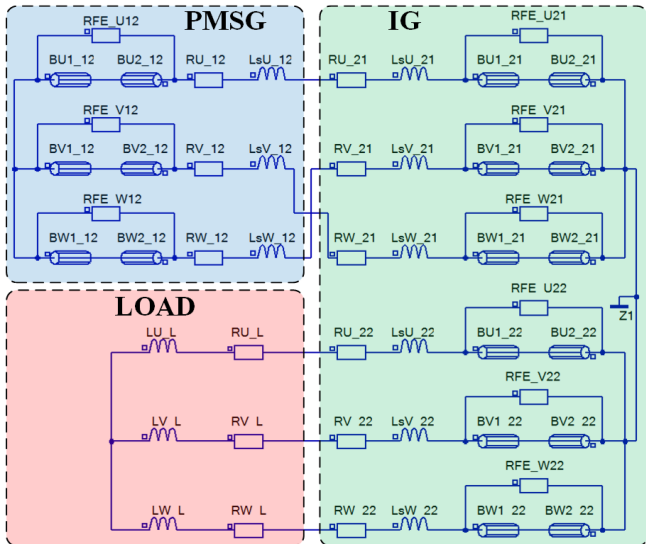 PMSG
IG
RFE_U12
BU1_12 BU2_12 RU_12 LsU_12
RFE_V12
BV1_12 BV2_12 RV_12 LsV_12
RFE_W12
BW1_12 BW2_12 RW_12 LsW_12
RFE_U21
RU_21 LsU_21 BU1_21 BU2_21
RFE_V21
RV_21 LsV_21 BV1_21 BV2_21
RFE_W21
RW_21 LsW_21 BW1_21 BW2_21
LOAD
LU_L RU_L
LV_L RV_L
LW_L RW_L
RFE_U22
Z1
RU_22 LsU_22 BU1_22 BU2_22
RFE_V22
RV_22 LsV_22 BV1_22 BV2_22
RFE_W22
RW_22 LsW_22 BW1_22 BW2_22